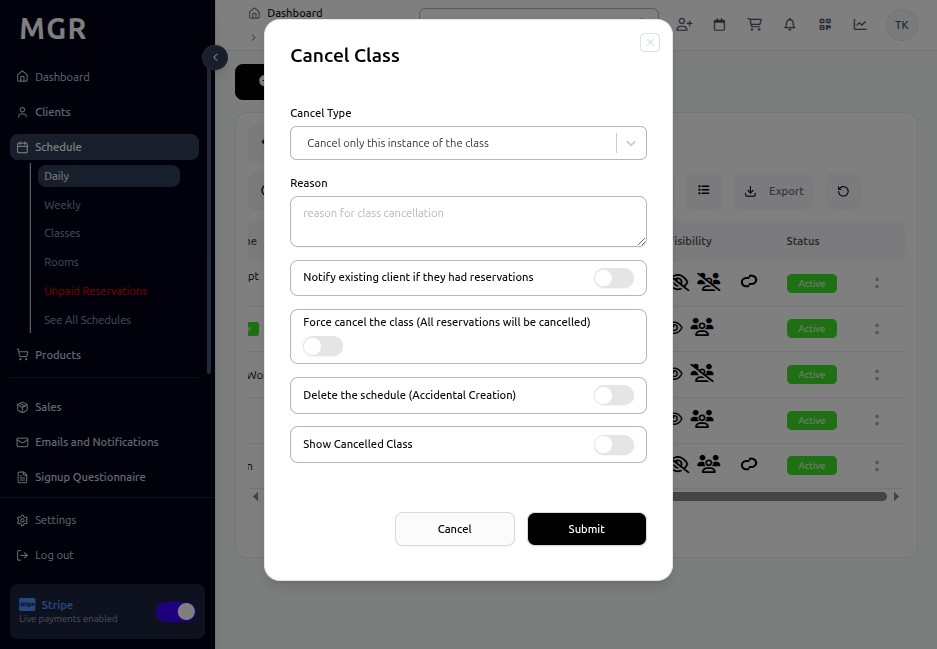 MGR
Dashboard
Clients
Schedule
Daily
Weekly
Classes
Rooms
Unpaid Reservations
See All Schedules
Products
Sales
Emails and Notifications
Signup Questionnaire
Settings
Log out
Stripe
Live payments enabled
Dashboard
TK
Cancel Class
Cancel Type
Cancel only this instance of the class
Reason
reason for class cancellation
Notify existing client if they had reservations
Force cancel the class (All reservations will be cancelled)
Delete the schedule (Accidental Creation)
Show Cancelled Class
Cancel
Submit
Export
Status
Active
Active
Active
Active
Active